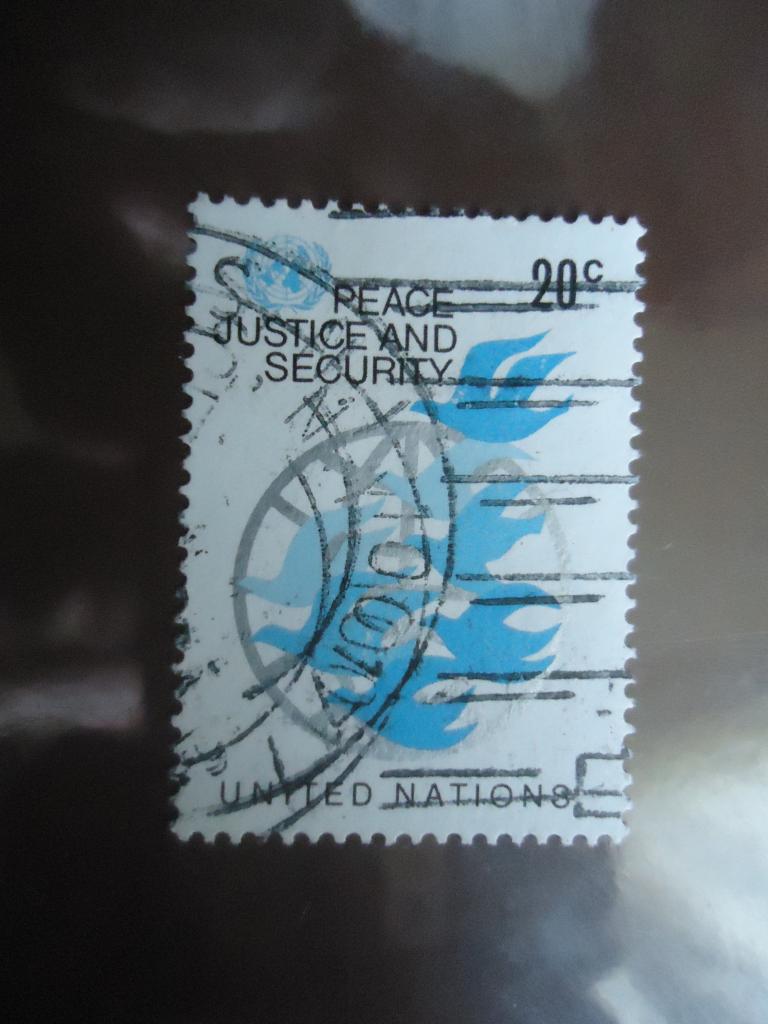 20c
PEACE
JUSTICE AND
SECURITY
UNITED NATIONS